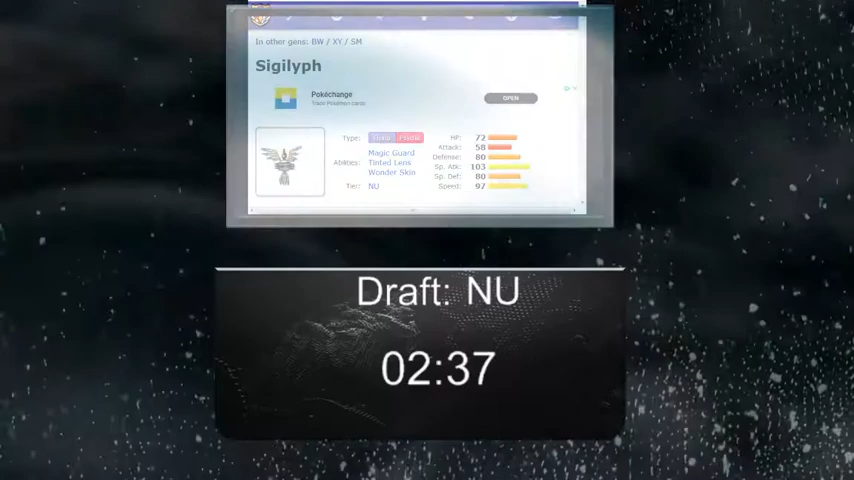 In other gens: BW / XY / SM
Sigilyph
Pokéchange
Trade Pokémon cards
OPEN
Type: Flying Psychic
HP: 72
Attack: 58
Abilities: Magic Guard
Tinted Lens
Wonder Skin
Defense: 80
Sp. Atk: 103
Sp. Def: 80
Tier: NU
Speed: 97
Draft: NU
02:37